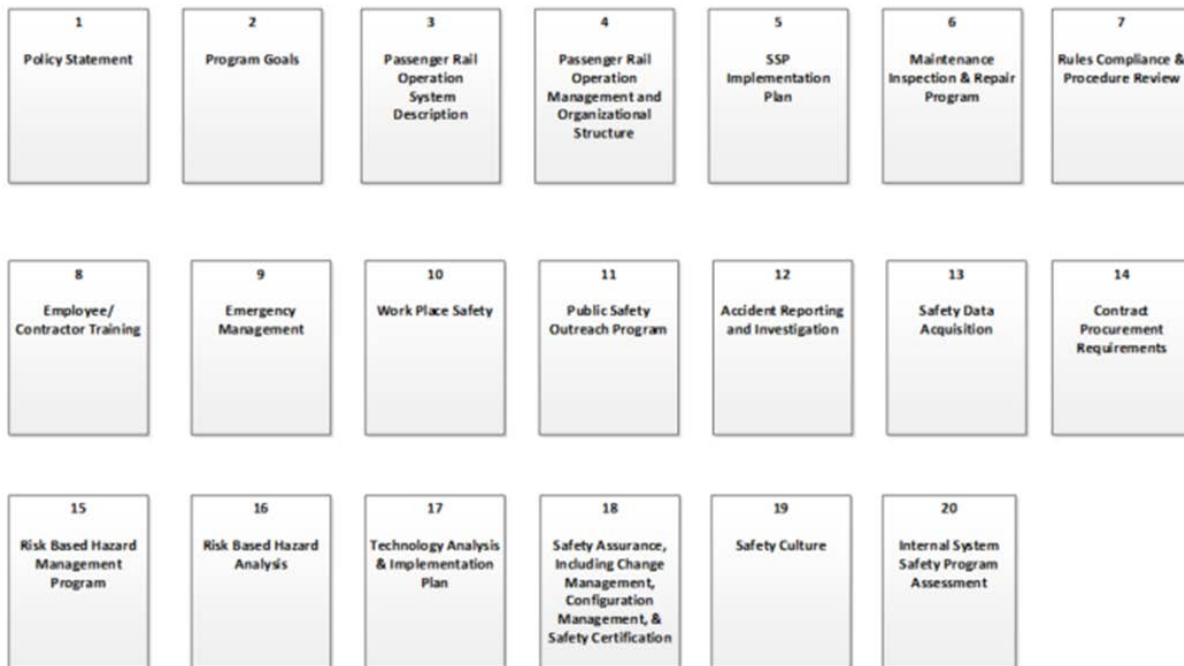 1
Policy Statement
2
Program Goals
3
Passenger Rail
Operation
System
Description
4
Passenger Rail
Operation
Management and
Organizational
Structure
5
SSP
Implementation
Plan
6
Maintenance
Inspection & Repair
Program
7
Rules Compliance &
Procedure Review
8
Employee/
Contractor Training
9
Emergency
Management
10
Work Place Safety
11
Public Safety
Outreach Program
12
Accident Reporting
and Investigation
13
Safety Data
Acquisition
14
Contract
Procurement
Requirements
15
Risk Based Hazard
Management
Program
16
Risk Based Hazard
Analysis
17
Technology Analysis
& Implementation
Plan
18
Safety Assurance,
Including Change
Management,
Configuration
Management, &
Safety Certification
19
Safety Culture
20
Internal System
Safety Program
Assessment